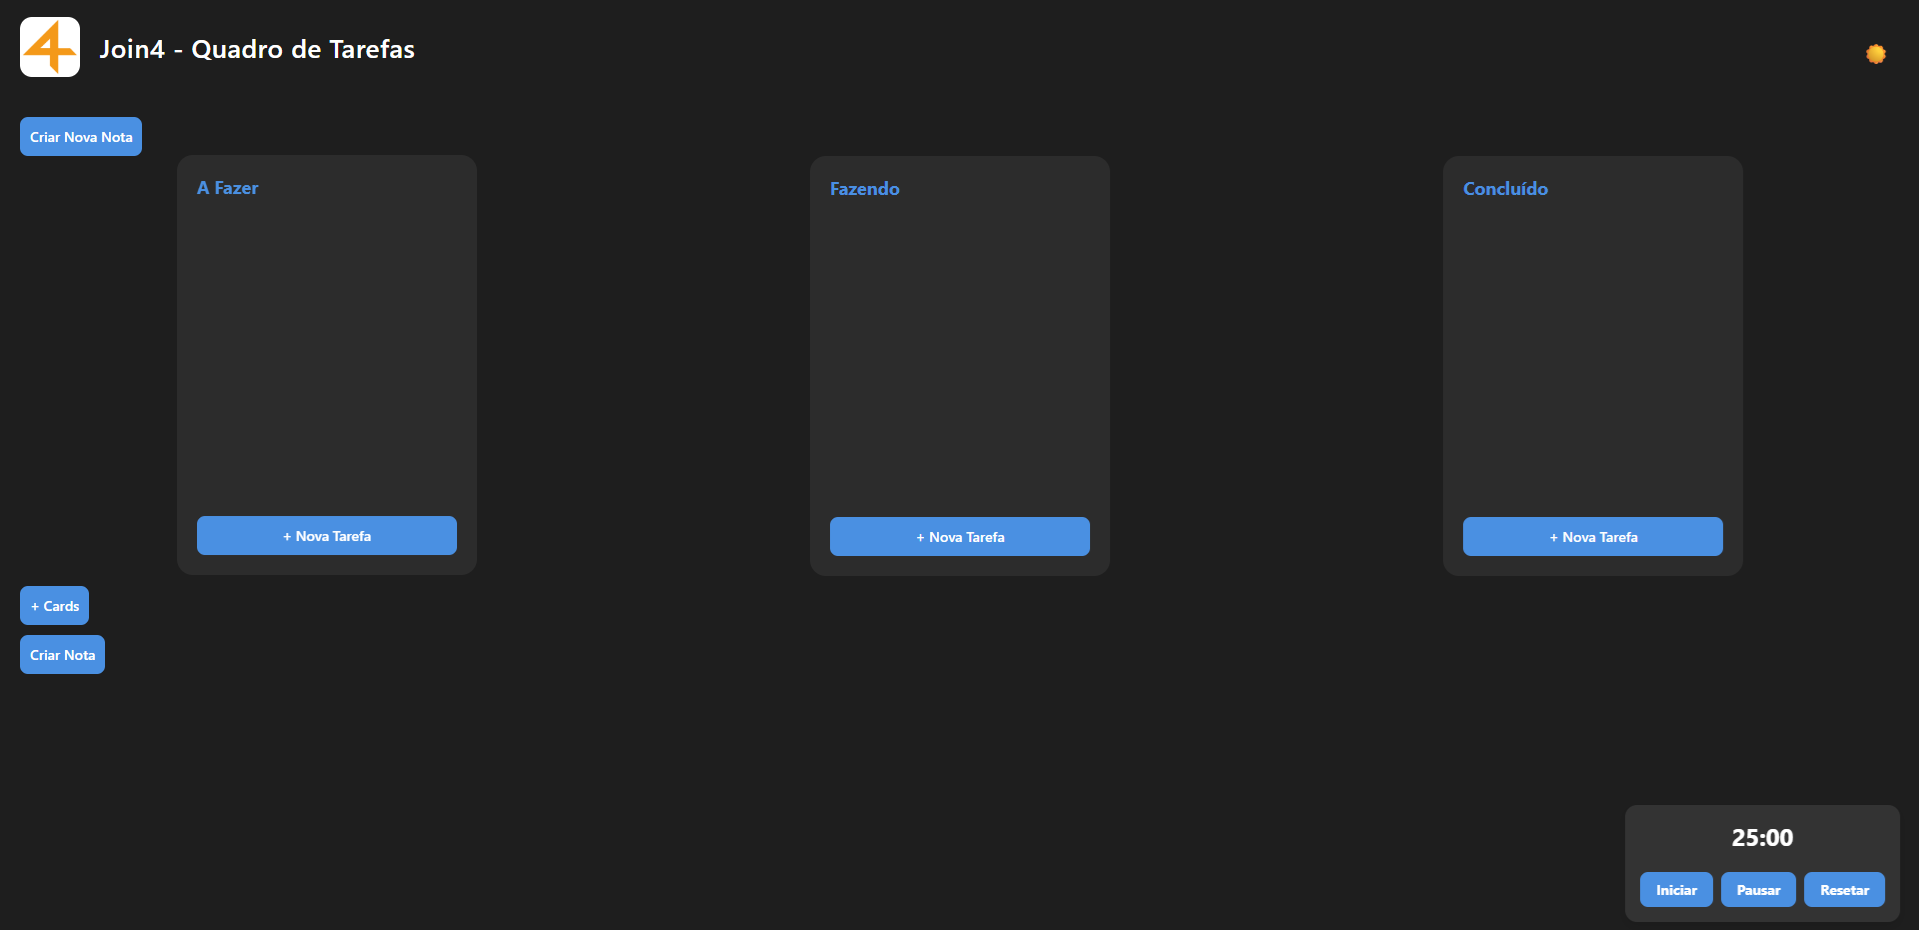 Join4 - Quadro de Tarefas
Criar Nova Nota
A Fazer
+ Nova Tarefa
Fazendo
+ Nova Tarefa
Concluído
+ Nova Tarefa
+ Cards
Criar Nota
25:00
Iniciar
Pausar
Resetar